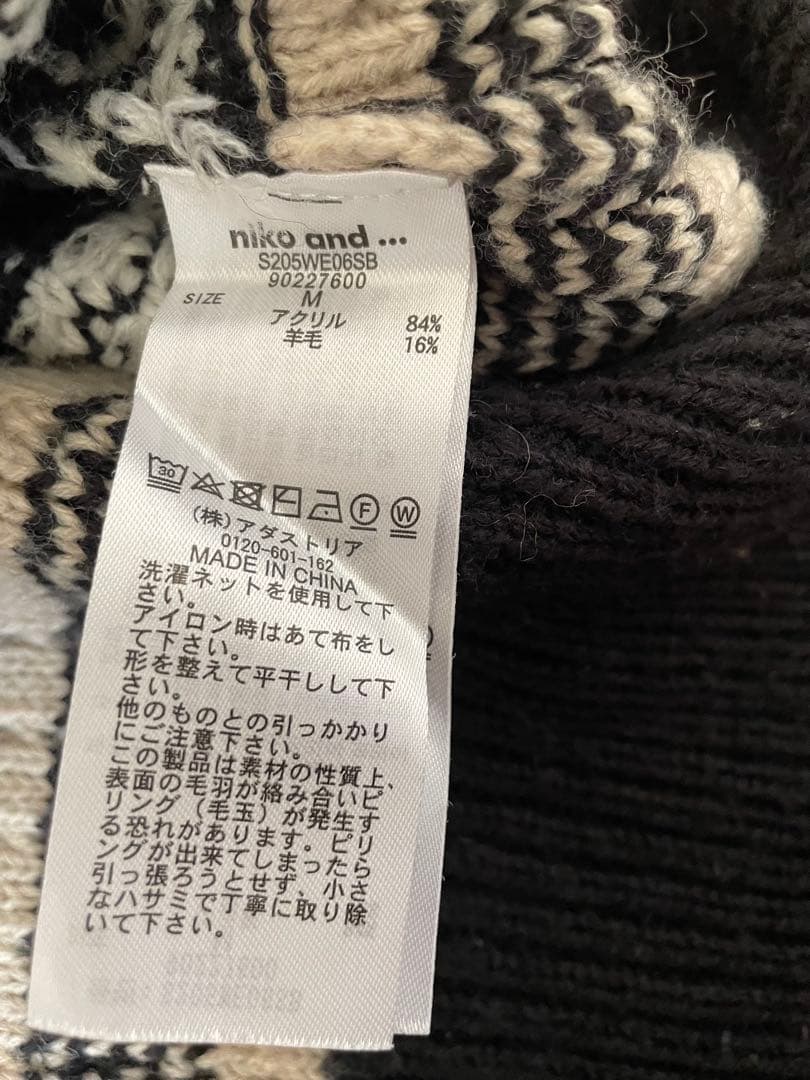 niko and ...
S205WE06SB
90227600
SIZE M
アクリル 84%
羊毛 16%
30
F W
(株)アダストリア
0120-601-162
MADE IN CHINA
洗濯ネットを使用して下
さい。
アイロン時はあて布をし
て下さい。
形を整えて平干しして下
さい。
他のものとの引っかかり
にご注意下さい。
この製品は素材の性質上、
表面の毛羽が絡み合いピ
リング(毛玉)が発生す
る恐れがあります。ピリ
ングが出来てしまったら
引っ張ろうとせず、小さ
なハサミで丁寧に取り除
いて下さい。